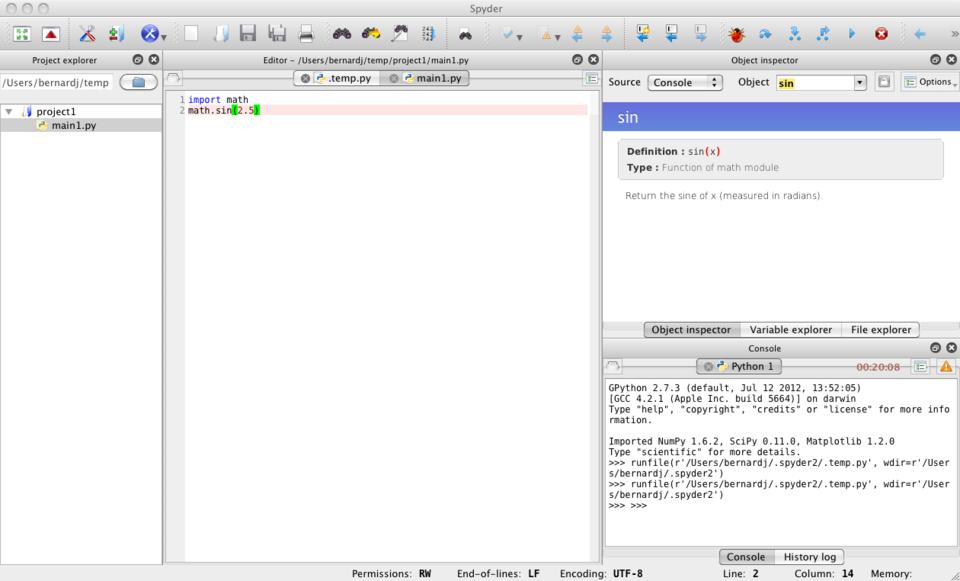 Spyder
Project explorer
/Users/bernardj/temp
project1
main1.py
Editor - /Users/bernardj/temp/project1/main1.py
.temp.py
main1.py
1 import math
2 math.sin(2.5)
Object inspector
Source Console Object sin Options
sin
Definition : sin(x)
Type : Function of math module
Return the sine of x (measured in radians).
Object inspector Variable explorer File explorer
Console
Python 1 00:20:08
GPython 2.7.3 (default, Jul 12 2012, 13:52:05)
[GCC 4.2.1 (Apple Inc. build 5664)] on darwin
Type "help", "copyright", "credits" or "license" for more info
rmation.
Imported NumPy 1.6.2, SciPy 0.11.0, Matplotlib 1.2.0
Type "scientific" for more details.
>>> runfile(r'/Users/bernardj/.spyder2/.temp.py', wdir=r'/User
s/bernardj/.spyder2')
>>> runfile(r'/Users/bernardj/.spyder2/.temp.py', wdir=r'/User
s/bernardj/.spyder2')
>>> >>>
Console History log
Permissions: RW End-of-lines: LF Encoding: UTF-8 Line: 2 Column: 14 Memory: